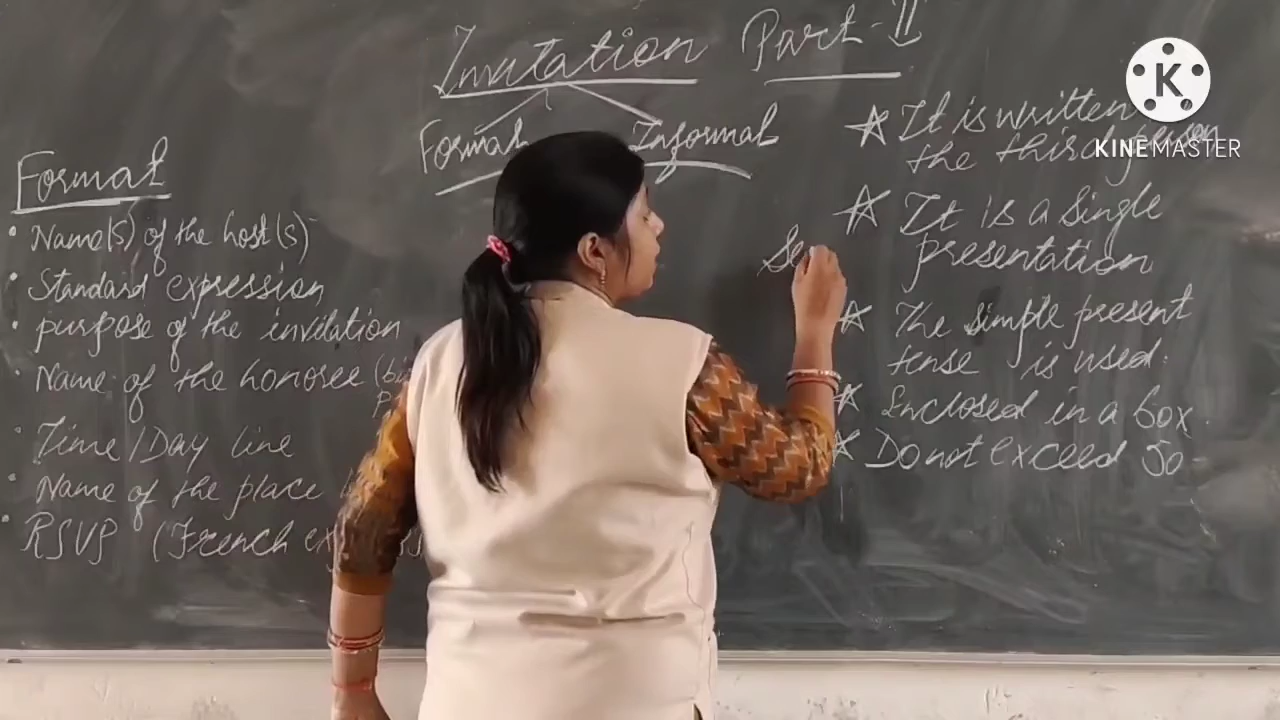 Invitation Part-II
Formal Informal
Formal
• Name(s) of the host(s)
• Standard expression
• purpose of the invitation
• Name of the honoree
• Time/Day line
• Name of the place
• RSVP (French
Se
☆ It is written
the third person
☆ It is a Single
presentation
☆ The simple present
tense is used.
☆ Enclosed in a box.
☆ Do not exceed 50
K
KINEMASTER